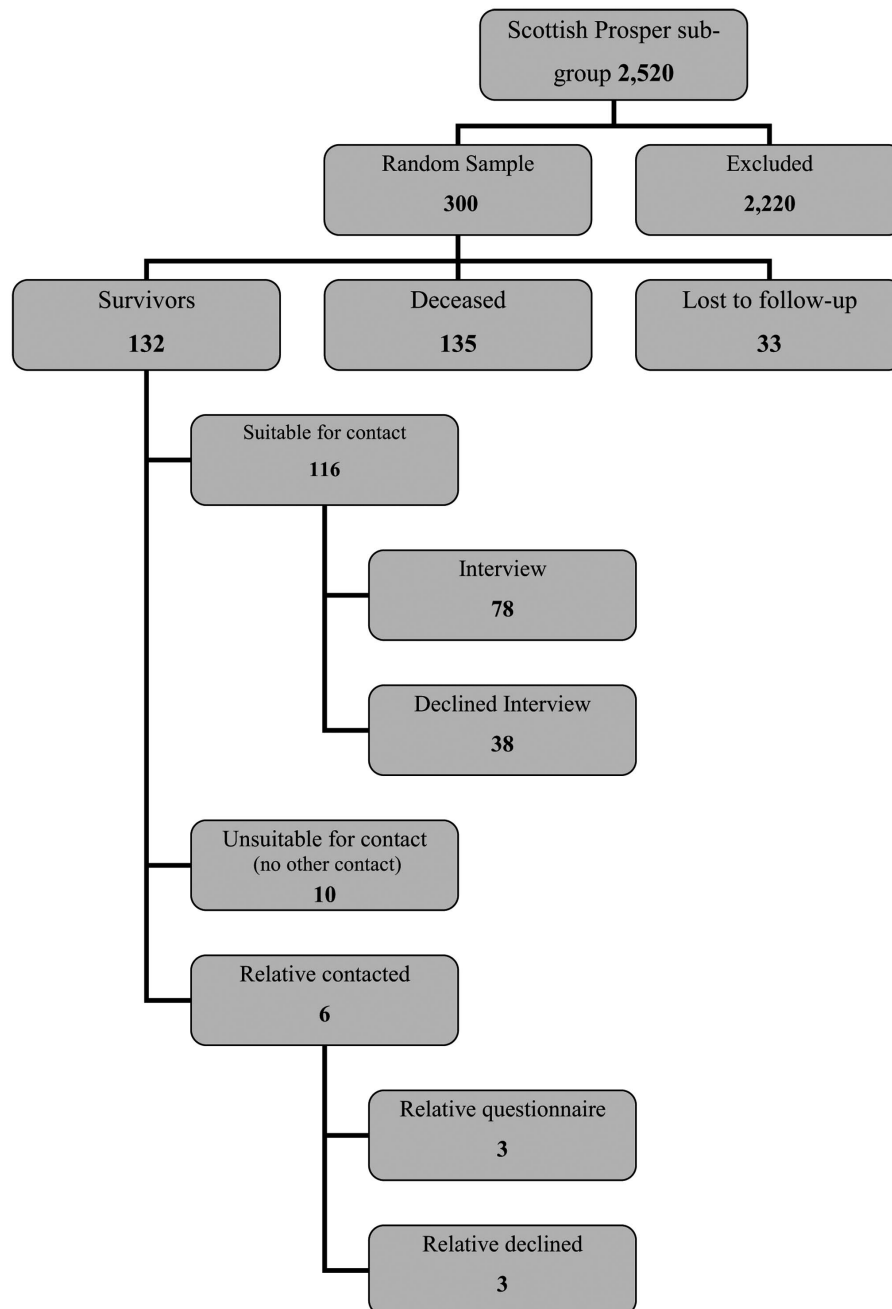 Scottish Prosper sub-
group 2,520
Random Sample
300
Excluded
2,220
Survivors
132
Deceased
135
Lost to follow-up
33
Suitable for contact
116
Interview
78
Declined Interview
38
Unsuitable for contact
(no other contact)
10
Relative contacted
6
Relative questionnaire
3
Relative declined
3